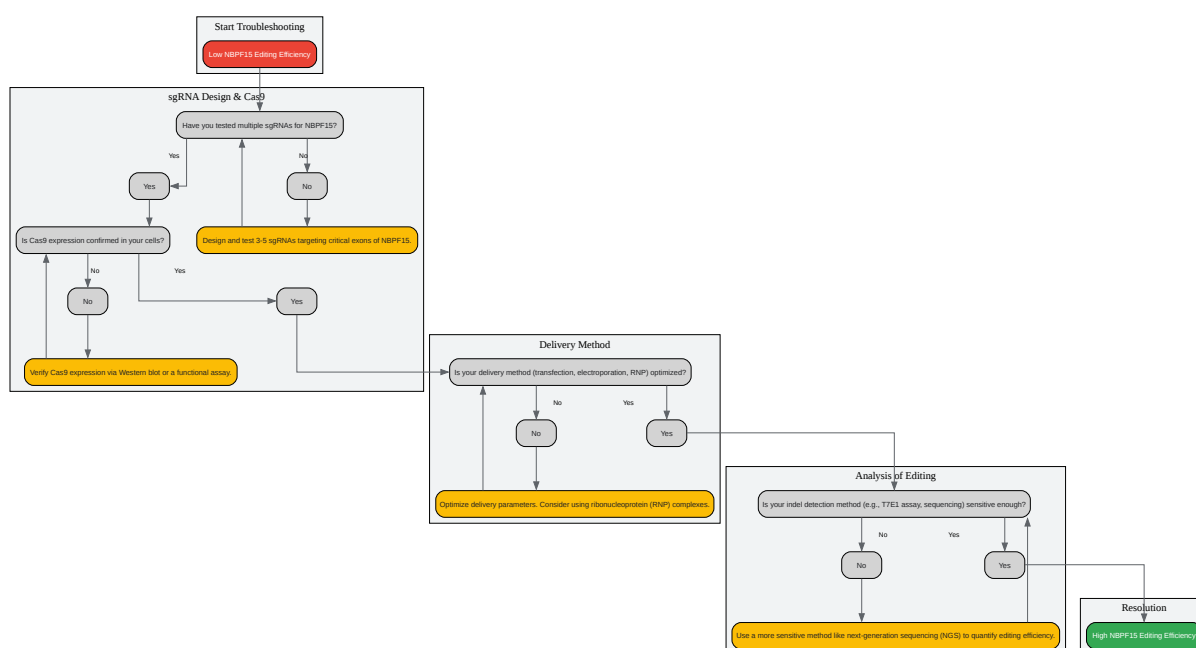 Start Troubleshooting
Low NBPF15 Editing Efficiency
sgRNA Design & Cas9
Have you tested multiple sgRNAs for NBPF15?
Yes
No
Yes
No
Is Cas9 expression confirmed in your cells?
Design and test 3-5 sgRNAs targeting critical exons of NBPF15.
No
Yes
No
Yes
Verify Cas9 expression via Western blot or a functional assay.
Delivery Method
Is your delivery method (transfection, electroporation, RNP) optimized?
No
Yes
No
Yes
Optimize delivery parameters. Consider using ribonucleoprotein (RNP) complexes.
Analysis of Editing
Is your indel detection method (e.g., T7E1 assay, sequencing) sensitive enough?
No
Yes
No
Yes
Use a more sensitive method like next-generation sequencing (NGS) to quantify editing efficiency.
Resolution
High NBPF15 Editing Efficiency